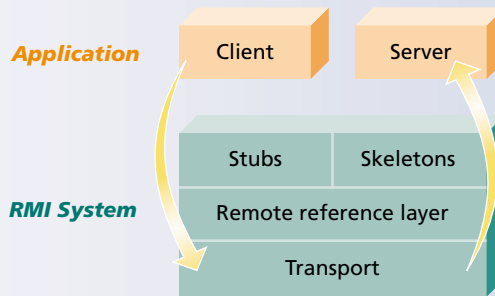 Application Client Server
Stubs Skeletons
RMI System Remote reference layer
Transport